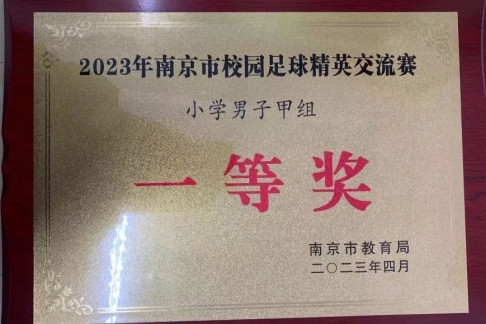 2023年南京市校园足球精英交流赛
小学男子甲组
一等奖
南京市教育局
二〇二三年四月